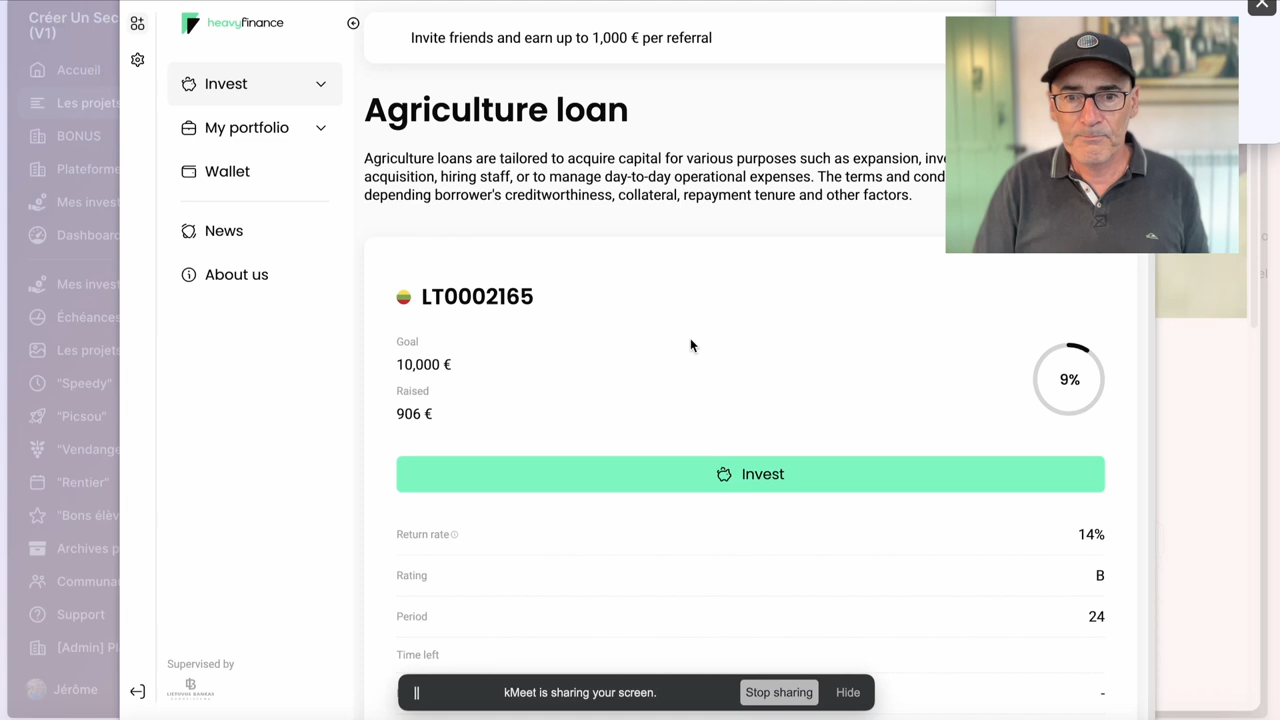 Créer Un Sec
(V1)
Accueil
Les projets
BONUS
Plateforme
Mes invest
Dashboard
Mes invest
Échéances
Les projets
"Speedy"
"Picsou"
"Vendange
"Rentier"
"Bons élèv
Archives p
Communau
Support
[Admin] Pl
Jérôme
heavyfinance
Invest
My portfolio
Wallet
News
About us
Supervised by
LIETUVOS BANKAS
Invite friends and earn up to 1,000 € per referral
Agriculture loan
Agriculture loans are tailored to acquire capital for various purposes such as expansion, inve
acquisition, hiring staff, or to manage day-to-day operational expenses. The terms and cond
depending borrower's creditworthiness, collateral, repayment tenure and other factors.
LT0002165
Goal
10,000 €
Raised
906 €
9%
Invest
Return rate
14%
Rating
B
Period
24
Time left
-
kMeet is sharing your screen.
Stop sharing
Hide